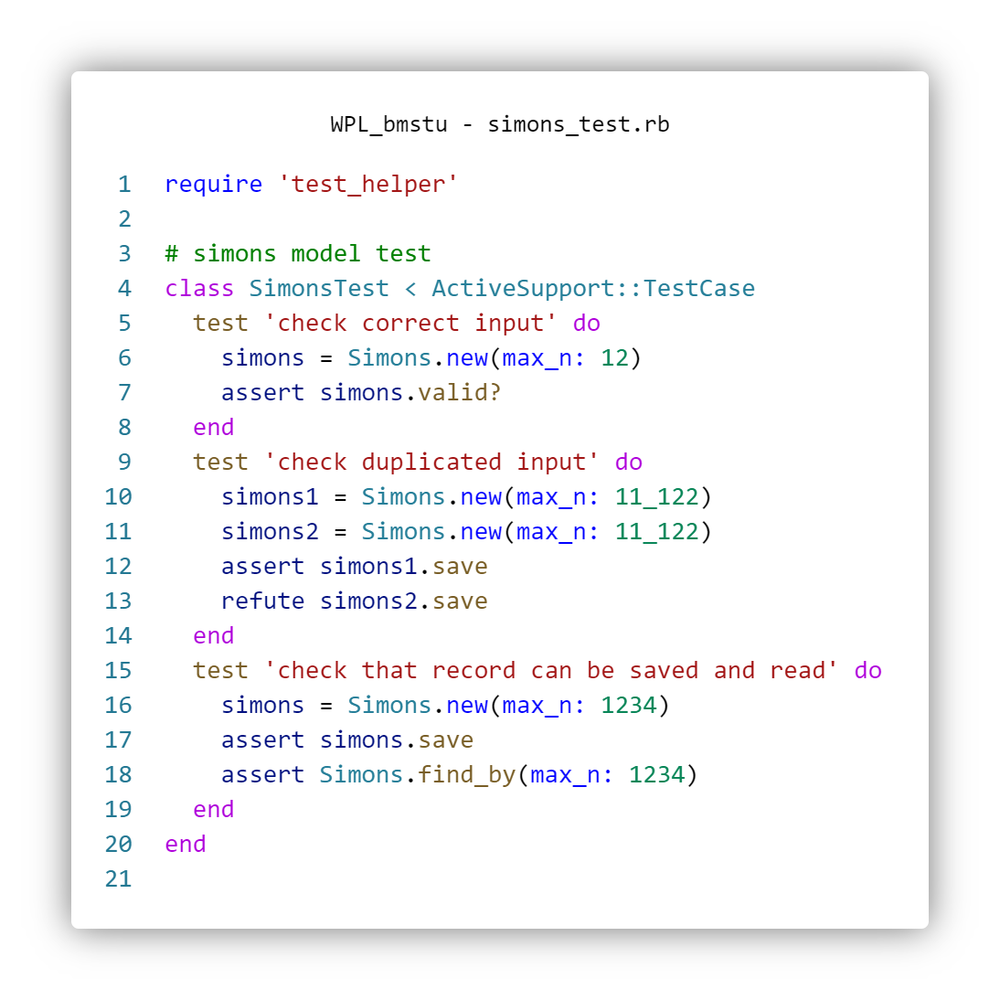 WPL_bmstu - simons_test.rb
1 require 'test_helper'
2
3 # simons model test
4 class SimonsTest < ActiveSupport::TestCase
5   test 'check correct input' do
6     simons = Simons.new(max_n: 12)
7     assert simons.valid?
8   end
9   test 'check duplicated input' do
10     simons1 = Simons.new(max_n: 11_122)
11     simons2 = Simons.new(max_n: 11_122)
12     assert simons1.save
13     refute simons2.save
14   end
15   test 'check that record can be saved and read' do
16     simons = Simons.new(max_n: 1234)
17     assert simons.save
18     assert Simons.find_by(max_n: 1234)
19   end
20 end
21